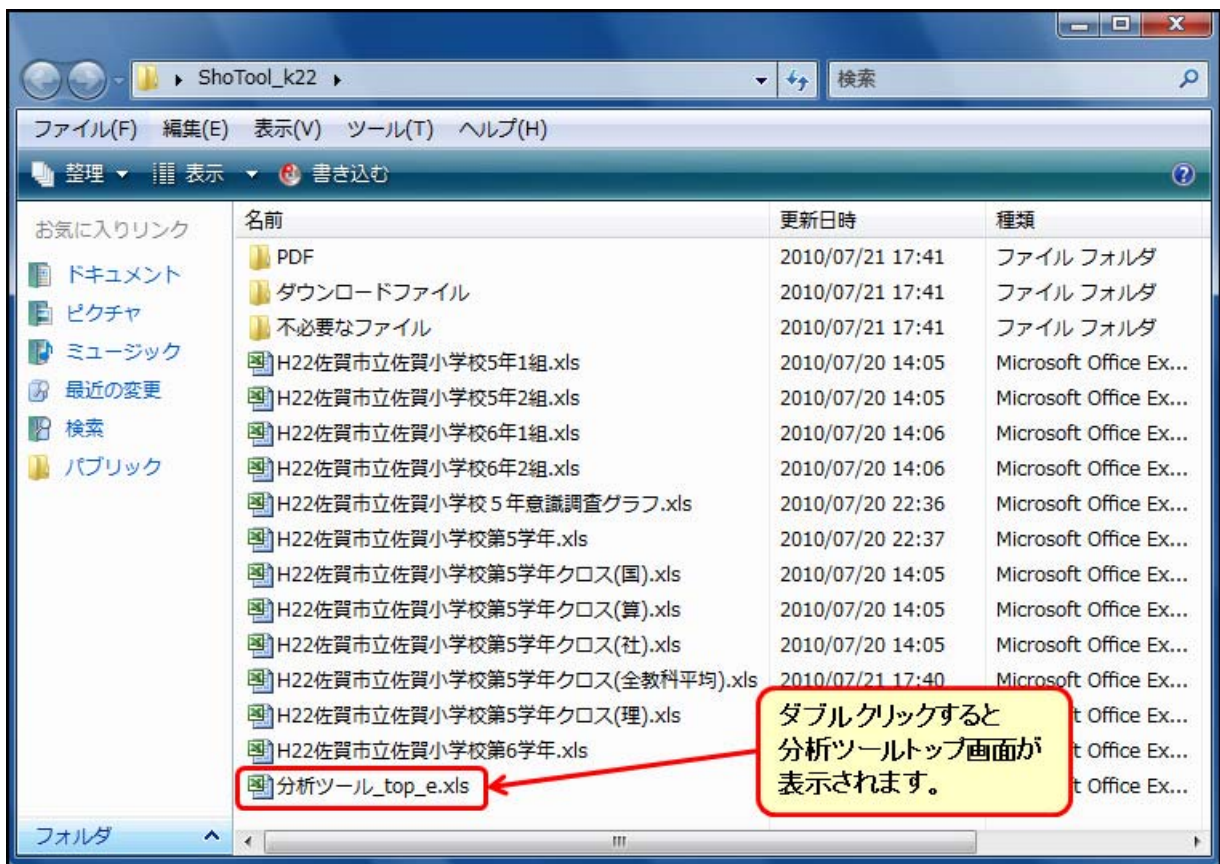 ShoTool_k22
検索
ファイル(F) 編集(E) 表示(V) ツール(T) ヘルプ(H)
整理 表示 書き込む
お気に入りリンク
ドキュメント
ピクチャ
ミュージック
最近の変更
検索
パブリック
フォルダ
名前 更新日時 種類
PDF 2010/07/21 17:41 ファイル フォルダ
ダウンロードファイル 2010/07/21 17:41 ファイル フォルダ
不必要なファイル 2010/07/21 17:41 ファイル フォルダ
H22佐賀市立佐賀小学校5年1組.xls 2010/07/20 14:05 Microsoft Office Ex...
H22佐賀市立佐賀小学校5年2組.xls 2010/07/20 14:05 Microsoft Office Ex...
H22佐賀市立佐賀小学校6年1組.xls 2010/07/20 14:06 Microsoft Office Ex...
H22佐賀市立佐賀小学校6年2組.xls 2010/07/20 14:06 Microsoft Office Ex...
H22佐賀市立佐賀小学校５年意識調査グラフ.xls 2010/07/20 22:36 Microsoft Office Ex...
H22佐賀市立佐賀小学校第5学年.xls 2010/07/20 22:37 Microsoft Office Ex...
H22佐賀市立佐賀小学校第5学年クロス(国).xls 2010/07/20 14:05 Microsoft Office Ex...
H22佐賀市立佐賀小学校第5学年クロス(算).xls 2010/07/20 14:05 Microsoft Office Ex...
H22佐賀市立佐賀小学校第5学年クロス(社).xls 2010/07/20 14:05 Microsoft Office Ex...
H22佐賀市立佐賀小学校第5学年クロス(全教科平均).xls 2010/07/21 17:40 Microsoft Office Ex...
H22佐賀市立佐賀小学校第5学年クロス(理).xls t Office Ex...
H22佐賀市立佐賀小学校第6学年.xls t Office Ex...
分析ツール_top_e.xls t Office Ex...
ダブルクリックすると
分析ツールトップ画面が
表示されます。